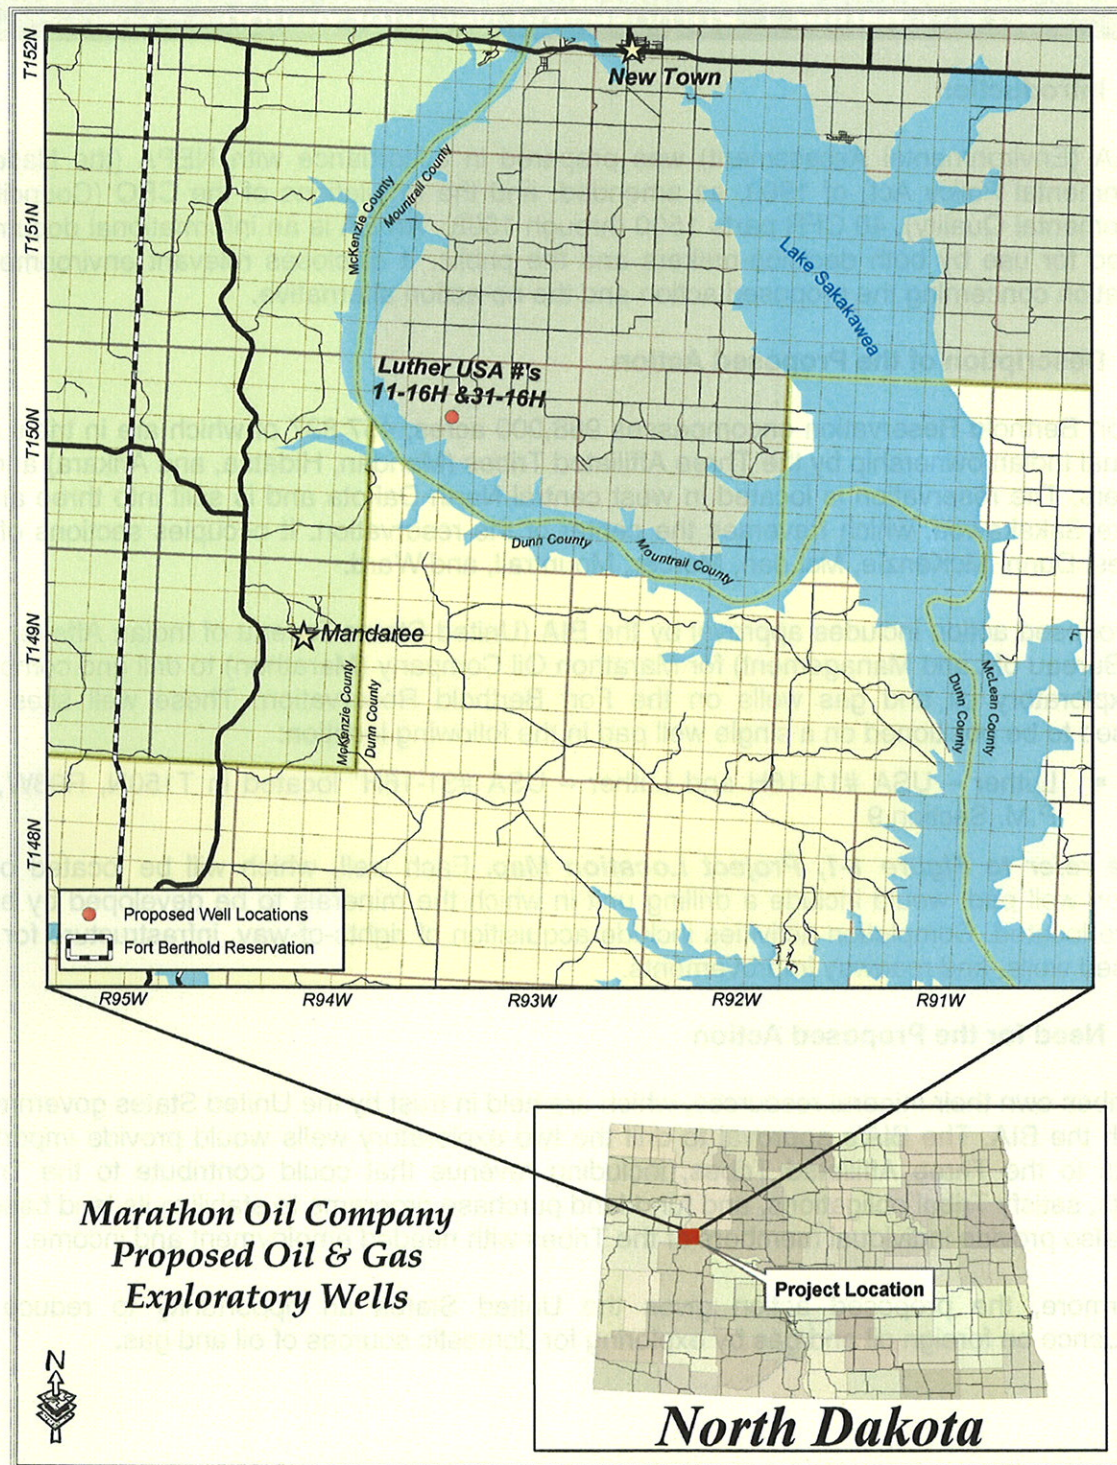 T152N
New Town
McKenzie County
Mountrail County
T151N
Lake Sakakawea
Luther USA #'s
11-16H &31-16H
T150N
Dunn County
Mountrail County
T149N
Mandaree
McKenzie County
Dunn County
McLean County
Dunn County
T148N
Proposed Well Locations
Fort Berthold Reservation
R95W
R94W
R93W
R92W
R91W
Marathon Oil Company
Proposed Oil & Gas
Exploratory Wells
Project Location
N
North Dakota